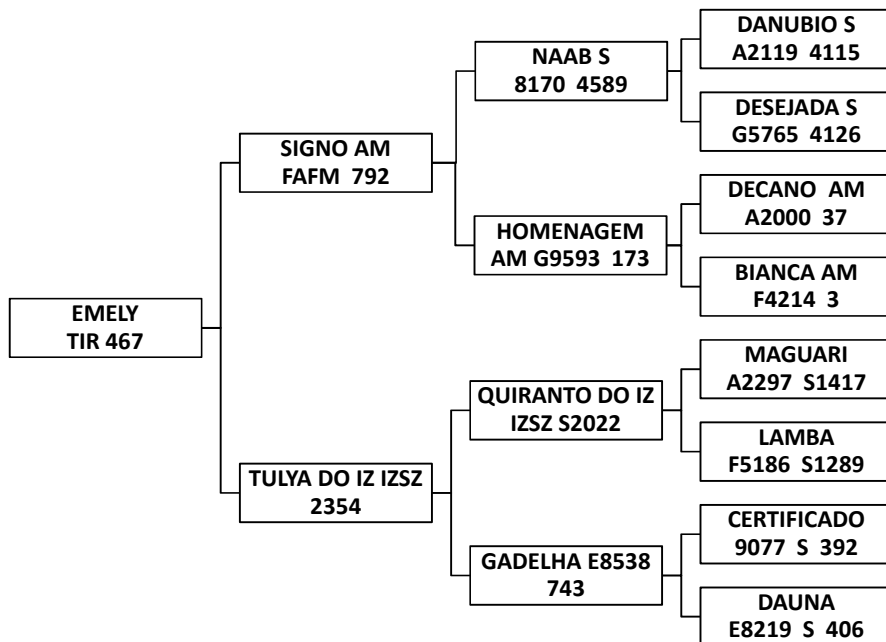 DANUBIO S
A2119 4115
NAAB S
8170 4589
DESEJADA S
G5765 4126
SIGNO AM
FAFM 792
DECANO AM
A2000 37
HOMENAGEM
AM G9593 173
BIANCA AM
F4214 3
EMELY
TIR 467
MAGUARI
A2297 S1417
QUIRANTO DO IZ
IZSZ S2022
LAMBA
F5186 S1289
TULYA DO IZ IZSZ
2354
CERTIFICADO
9077 S 392
GADELHA E8538
743
DAUNA
E8219 S 406